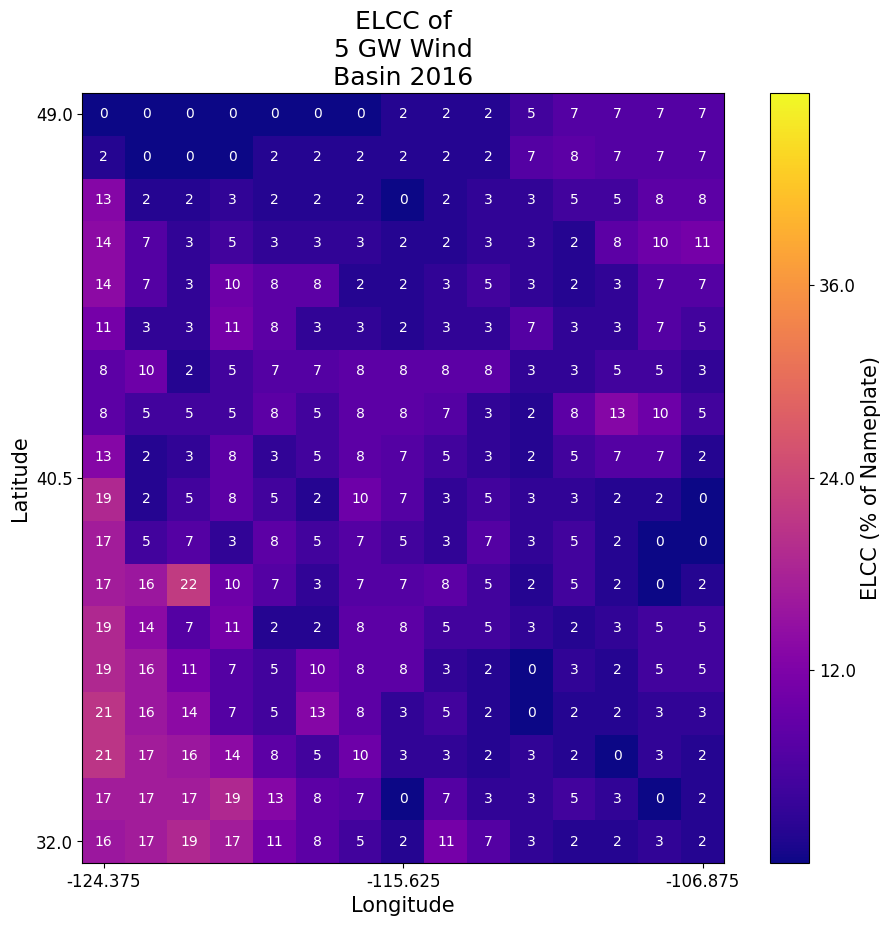 ELCC of
5 GW Wind
Basin 2016
49.0 0 0 0 0 0 0 0 2 2 2 5 7 7 7 7
2 0 0 0 2 2 2 2 2 2 7 8 7 7 7
13 2 2 3 2 2 2 0 2 3 3 5 5 8 8
14 7 3 5 3 3 3 2 2 3 3 2 8 10 11
14 7 3 10 8 8 2 2 3 5 3 2 3 7 7
36.0
11 3 3 11 8 3 3 2 3 3 7 3 3 7 5
8 10 2 5 7 7 8 8 8 8 3 3 5 5 3
8 5 5 5 8 5 8 8 7 3 2 8 13 10 5
13 2 3 8 3 5 8 7 5 3 2 5 7 7 2
40.5
24.0
19 2 5 8 5 2 10 7 3 5 3 3 2 2 0
17 5 7 3 8 5 7 5 3 7 3 5 2 0 0
17 16 22 10 7 3 7 7 8 5 2 5 2 0 2
19 14 7 11 2 2 8 8 5 5 3 2 3 5 5
19 16 11 7 5 10 8 8 3 2 0 3 2 5 5
12.0
21 16 14 7 5 13 8 3 5 2 0 2 2 3 3
21 17 16 14 8 5 10 3 3 2 3 2 0 3 2
17 17 17 19 13 8 7 0 7 3 3 5 3 0 2
32.0 16 17 19 17 11 8 5 2 11 7 3 2 2 3 2
-124.375 -115.625 -106.875
Longitude
Latitude
ELCC (% of Nameplate)